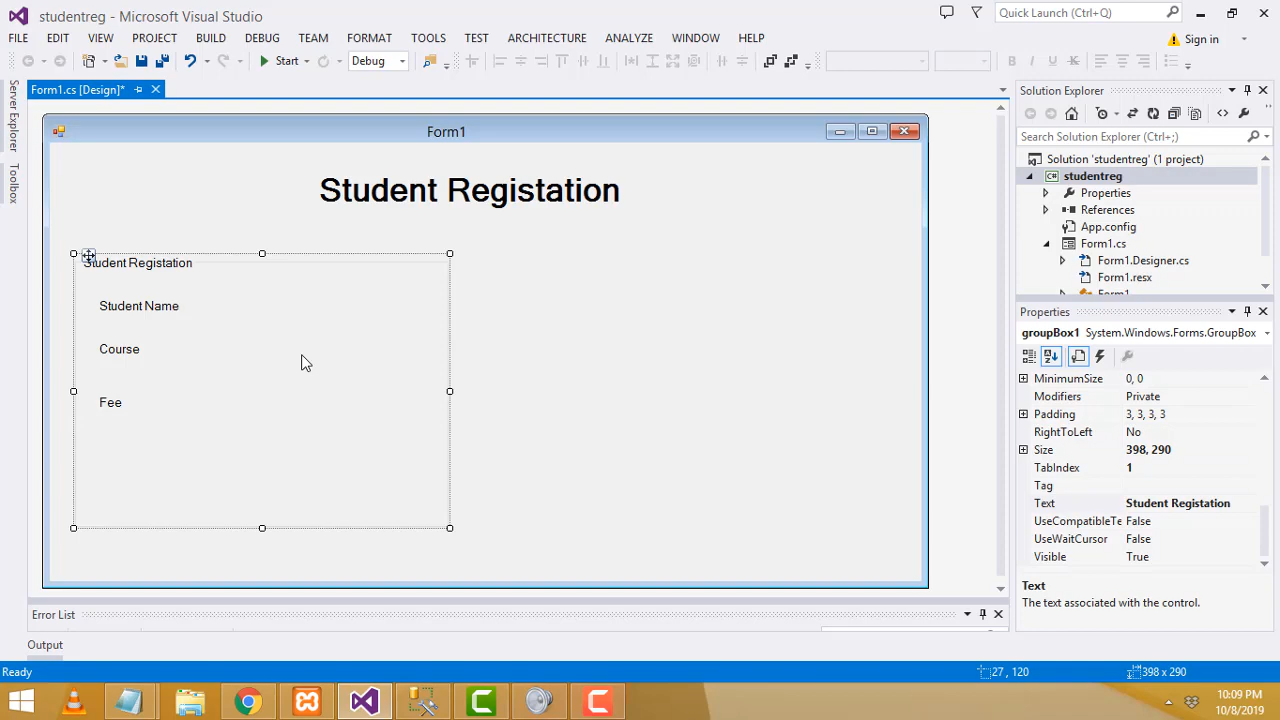 studentreg - Microsoft Visual Studio
Quick Launch (Ctrl+Q)
FILE EDIT VIEW PROJECT BUILD DEBUG TEAM FORMAT TOOLS TEST ARCHITECTURE ANALYZE WINDOW HELP
Sign in
Start Debug
Server Explorer
Toolbox
Form1.cs [Design]*
Form1
Student Registation
Student Registation
Student Name
Course
Fee
Solution Explorer
Search Solution Explorer (Ctrl+;)
Solution 'studentreg' (1 project)
studentreg
Properties
References
App.config
Form1.cs
Form1.Designer.cs
Form1.resx
Form1
Properties
groupBox1 System.Windows.Forms.GroupBox
MinimumSize 0, 0
Modifiers Private
Padding 3, 3, 3, 3
RightToLeft No
Size 398, 290
TabIndex 1
Tag
Text Student Registation
UseCompatibleTe False
UseWaitCursor False
Visible True
Text
The text associated with the control.
Error List
Output
Ready
27 , 120
398 x 290
10:09 PM
10/8/2019